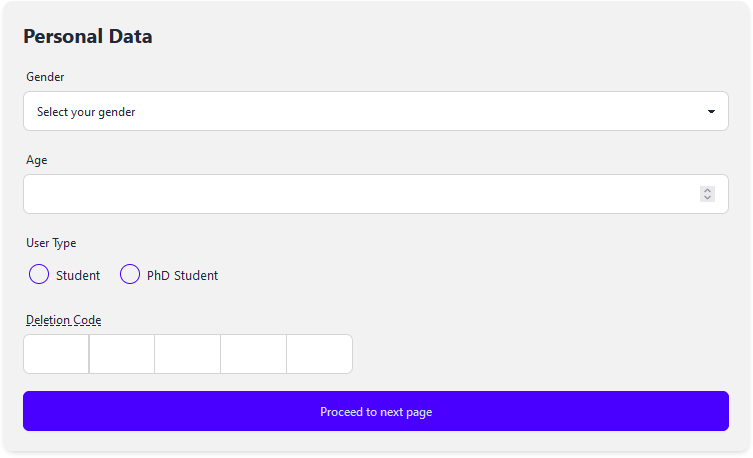 Personal Data
Gender
Select your gender
Age
User Type
Student PhD Student
Deletion Code
Proceed to next page